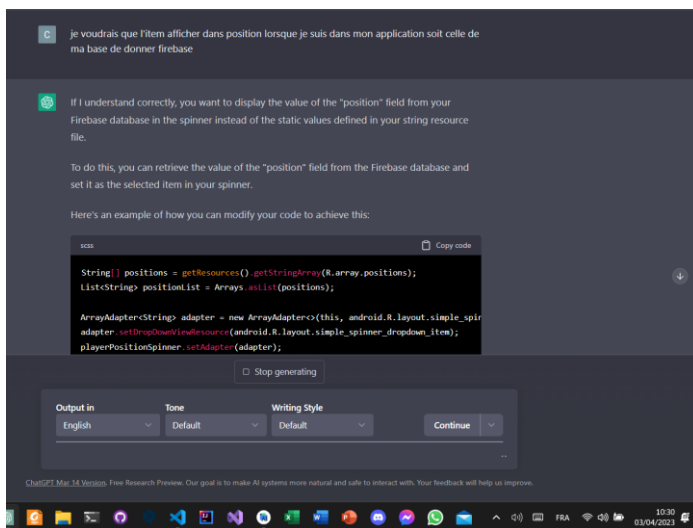 C
je voudrais que l'item afficher dans position lorsque je suis dans mon application soit celle de
ma base de donner firebase
If I understand correctly, you want to display the value of the "position" field from your
Firebase database in the spinner instead of the static values defined in your string resource
file.
To do this, you can retrieve the value of the "position" field from the Firebase database and
set it as the selected item in your spinner.
Here's an example of how you can modify your code to achieve this:
scss
Copy code
String[] positions = getResources().getStringArray(R.array.positions);
List<String> positionList = Arrays.asList(positions);
ArrayAdapter<String> adapter = new ArrayAdapter<>(this, android.R.layout.simple_spin
adapter.setDropDownViewResource(android.R.layout.simple_spinner_dropdown_item);
playerPositionSpinner.setAdapter(adapter);
Stop generating
Output in
Tone
Writing Style
English
Default
Default
Continue
ChatGPT Mar 14 Version. Free Research Preview. Our goal is to make AI systems more natural and safe to interact with. Your feedback will help us improve.
FRA
10:30
03/04/2023